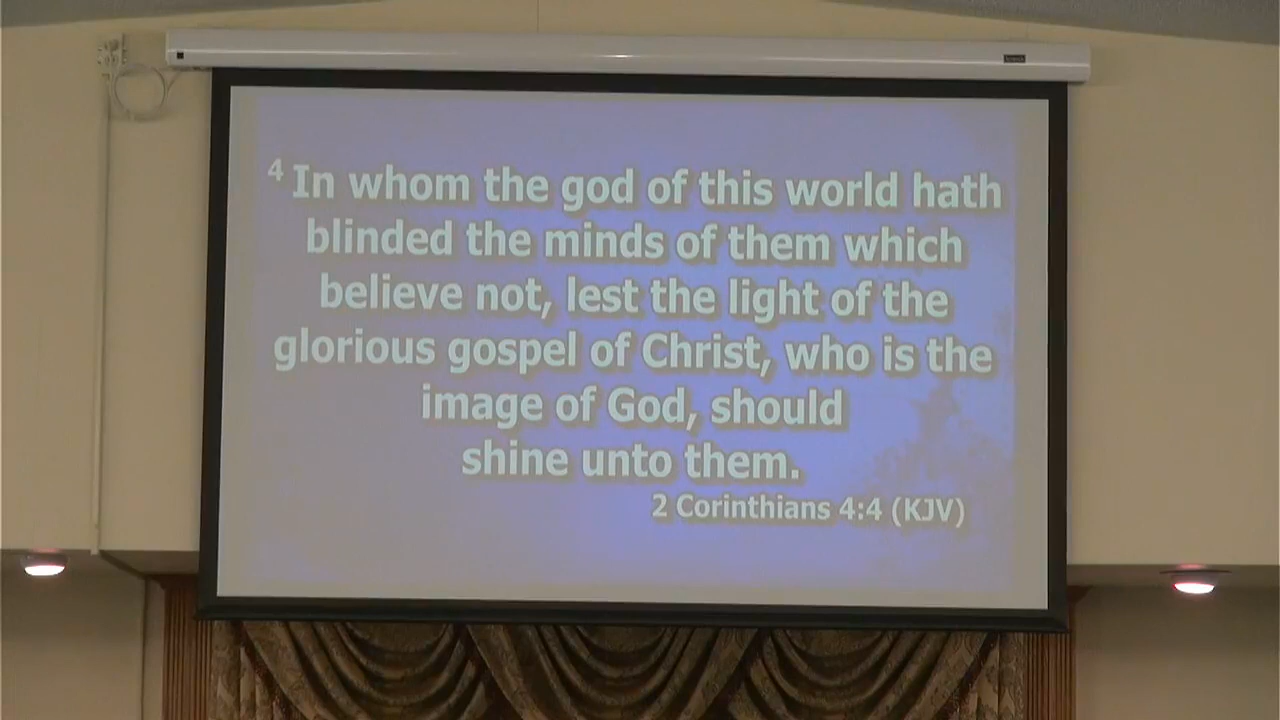 4 In whom the god of this world hath
blinded the minds of them which
believe not, lest the light of the
glorious gospel of Christ, who is the
image of God, should
shine unto them.
2 Corinthians 4:4 (KJV)